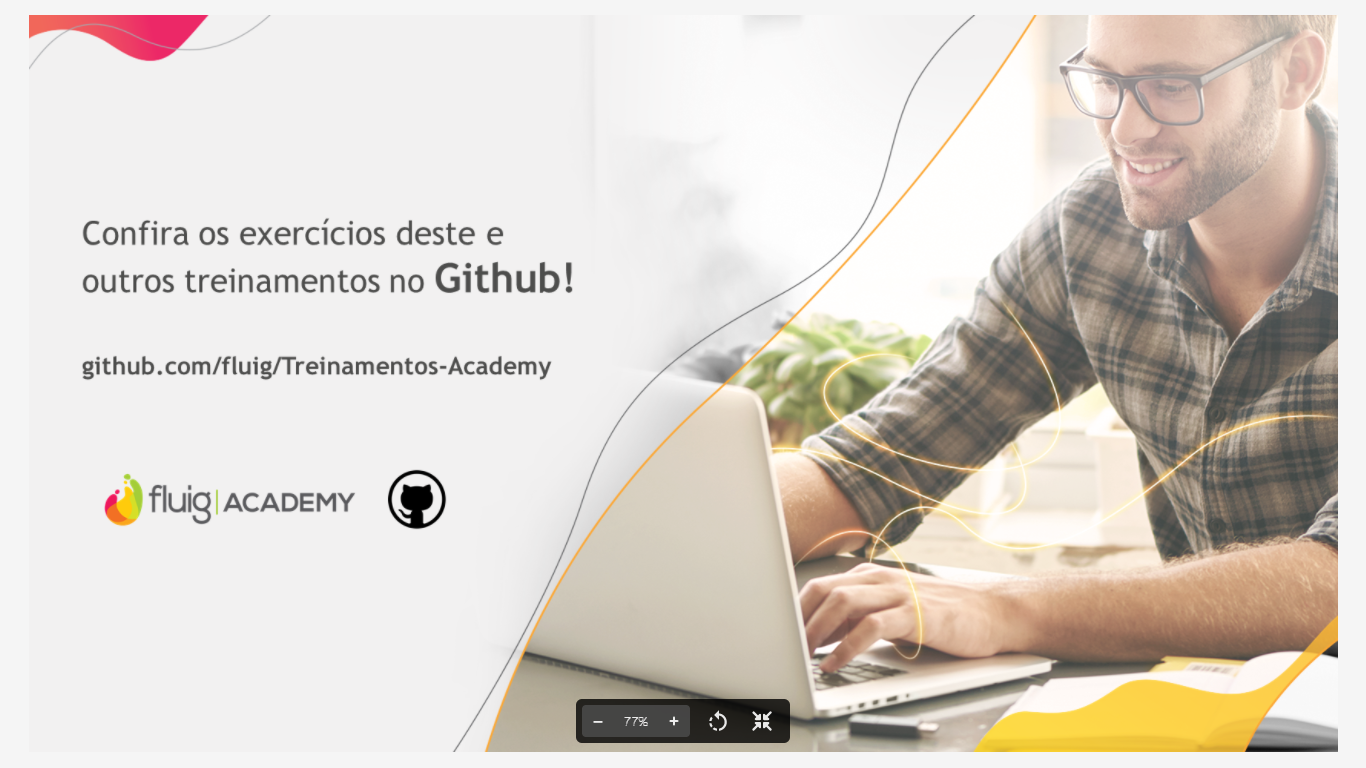 Confira os exercícios deste e
outros treinamentos no Github!
github.com/fluig/Treinamentos-Academy
fluig | ACADEMY
77%